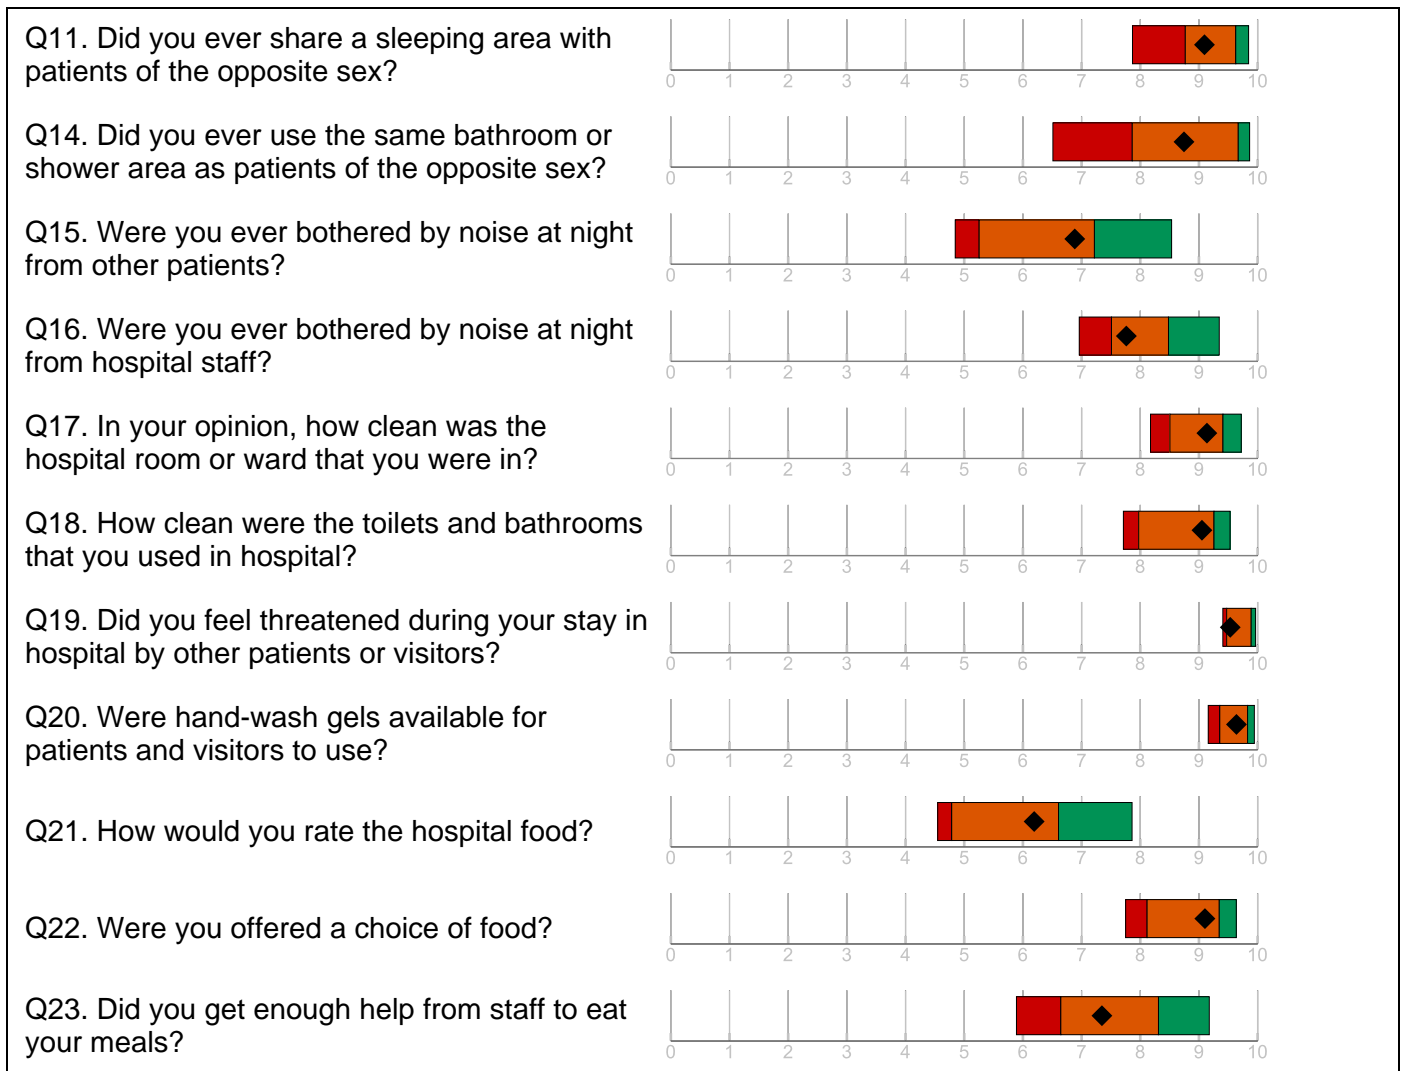 Q11. Did you ever share a sleeping area with
patients of the opposite sex?
0 1 2 3 4 5 6 7 8 9 10
Q14. Did you ever use the same bathroom or
shower area as patients of the opposite sex?
0 1 2 3 4 5 6 7 8 9 10
Q15. Were you ever bothered by noise at night
from other patients?
0 1 2 3 4 5 6 7 8 9 10
Q16. Were you ever bothered by noise at night
from hospital staff?
0 1 2 3 4 5 6 7 8 9 10
Q17. In your opinion, how clean was the
hospital room or ward that you were in?
0 1 2 3 4 5 6 7 8 9 10
Q18. How clean were the toilets and bathrooms
that you used in hospital?
0 1 2 3 4 5 6 7 8 9 10
Q19. Did you feel threatened during your stay in
hospital by other patients or visitors?
0 1 2 3 4 5 6 7 8 9 10
Q20. Were hand-wash gels available for
patients and visitors to use?
0 1 2 3 4 5 6 7 8 9 10
Q21. How would you rate the hospital food?
0 1 2 3 4 5 6 7 8 9 10
Q22. Were you offered a choice of food?
0 1 2 3 4 5 6 7 8 9 10
Q23. Did you get enough help from staff to eat
your meals?
0 1 2 3 4 5 6 7 8 9 10